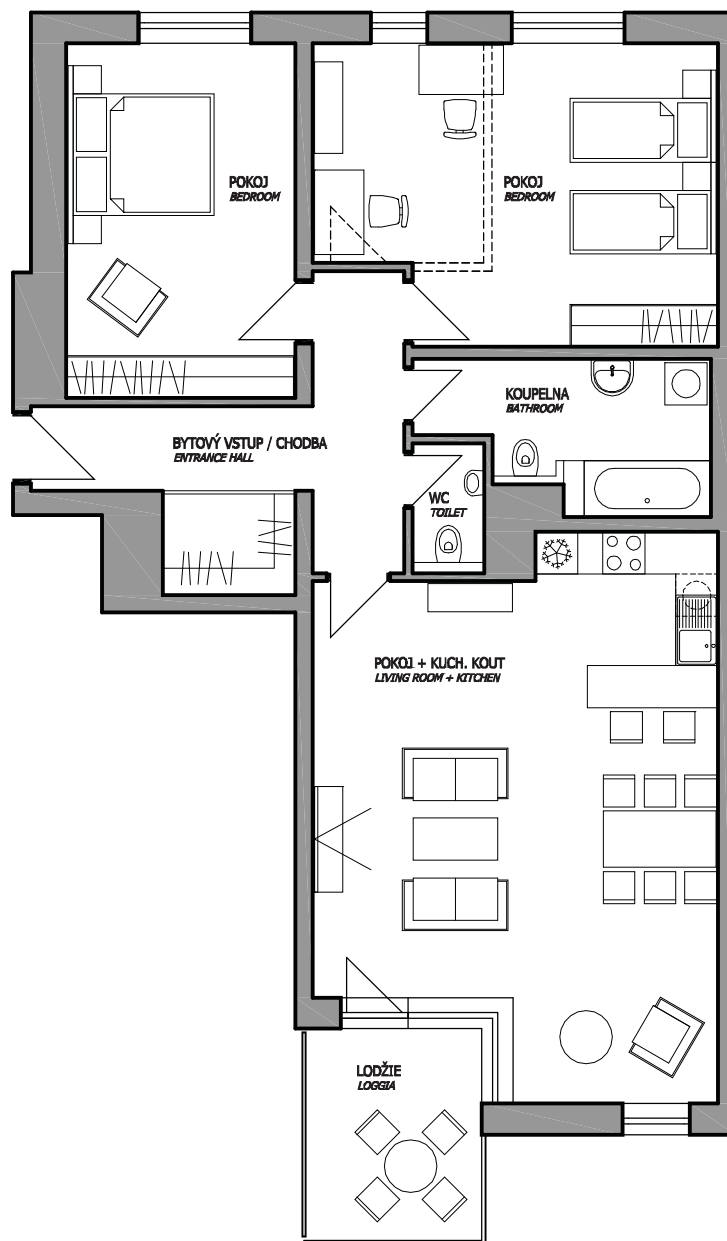 POKOJ
BEDROOM
POKOJ
BEDROOM
KOUPELNA
BATHROOM
BYTOVÝ VSTUP / CHODBA
ENTRANCE HALL
WC
TOILET
POKOJ + KUCH. KOUT
LIVING ROOM + KITCHEN
LODŽIE
LOGGIA